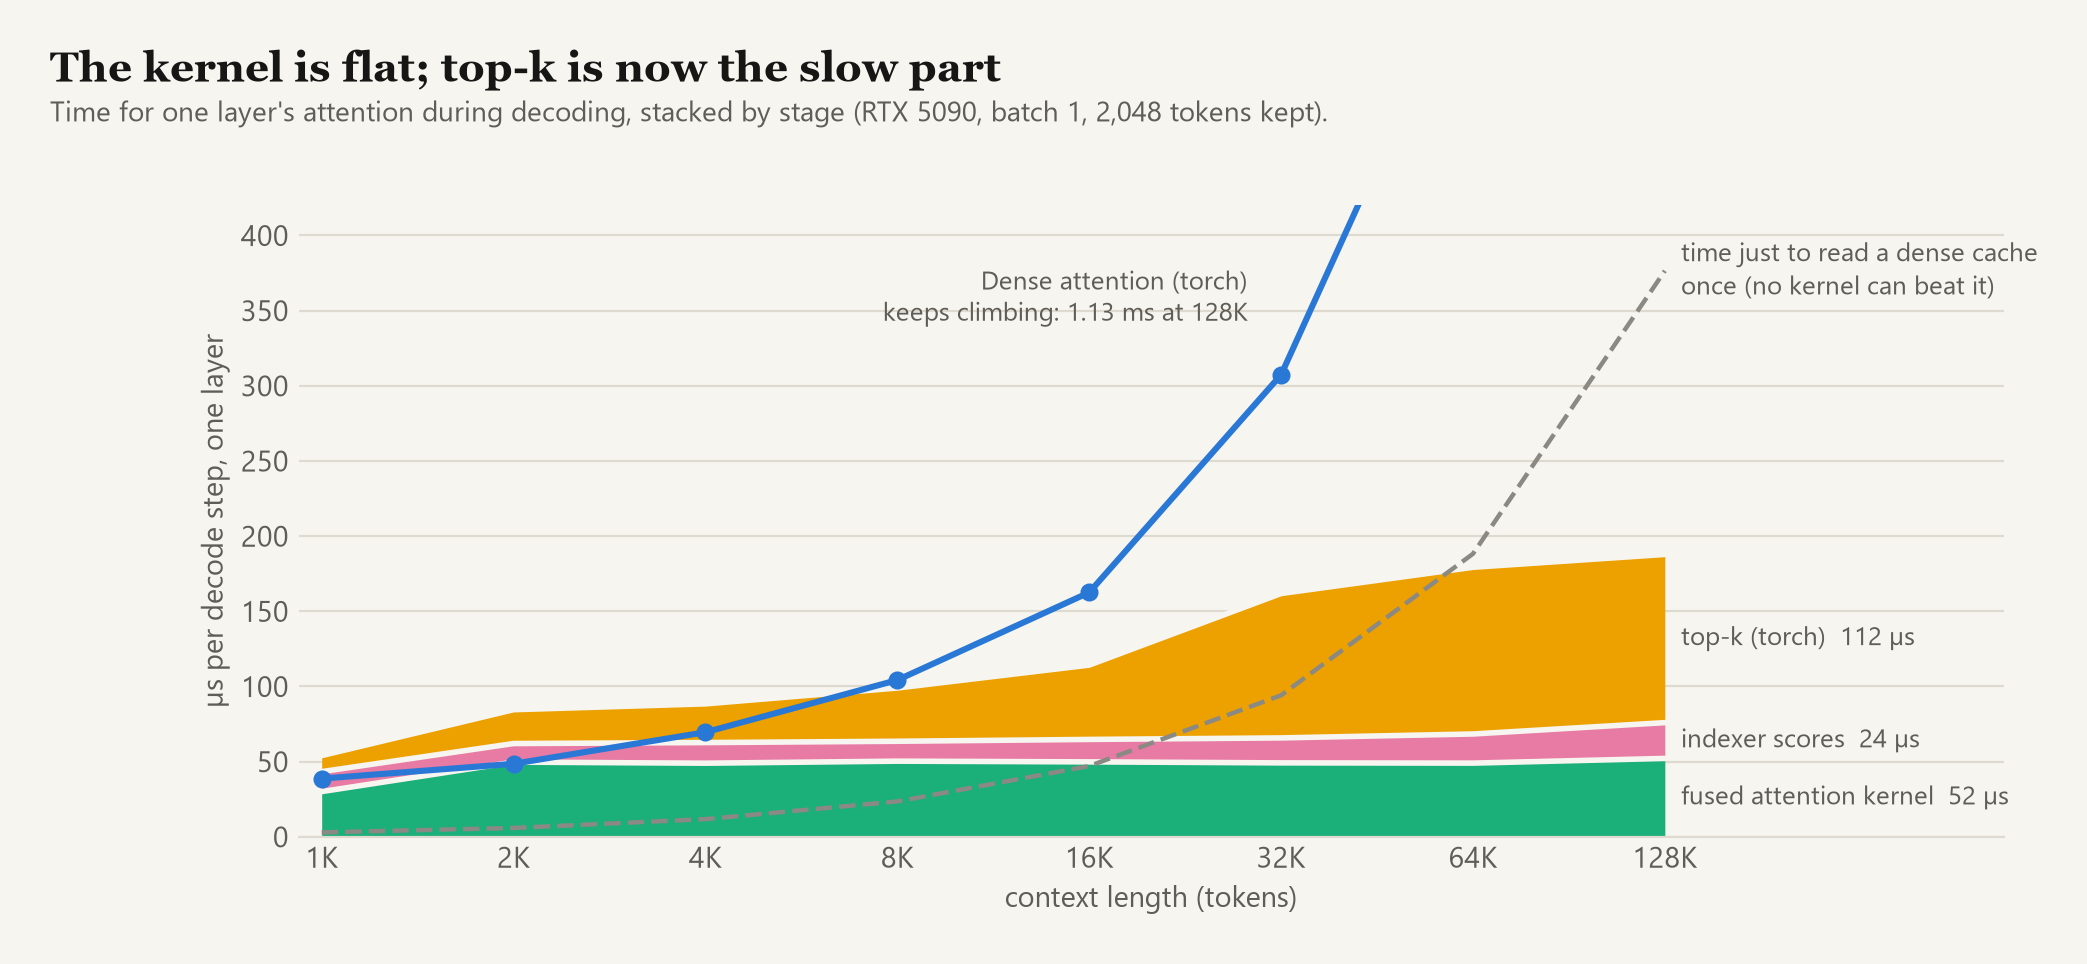 The kernel is flat; top-k is now the slow part
Time for one layer's attention during decoding, stacked by stage (RTX 5090, batch 1, 2,048 tokens kept).
µs per decode step, one layer
400
350
300
250
200
150
100
50
0
Dense attention (torch)
keeps climbing: 1.13 ms at 128K
time just to read a dense cache
once (no kernel can beat it)
top-k (torch) 112 µs
indexer scores 24 µs
fused attention kernel 52 µs
1K 2K 4K 8K 16K 32K 64K 128K
context length (tokens)